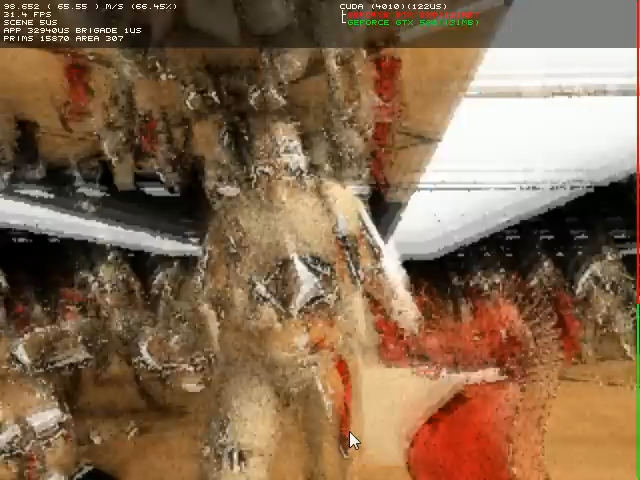 98.652 ( 65.55 ) M/S (66.45%)
31.4 FPS
SCENE 5US
APP 32940US BRIGADE 1US
PRIMS 15870 AREA 307
CUDA (4010)(122US)
GEFORCE GTX